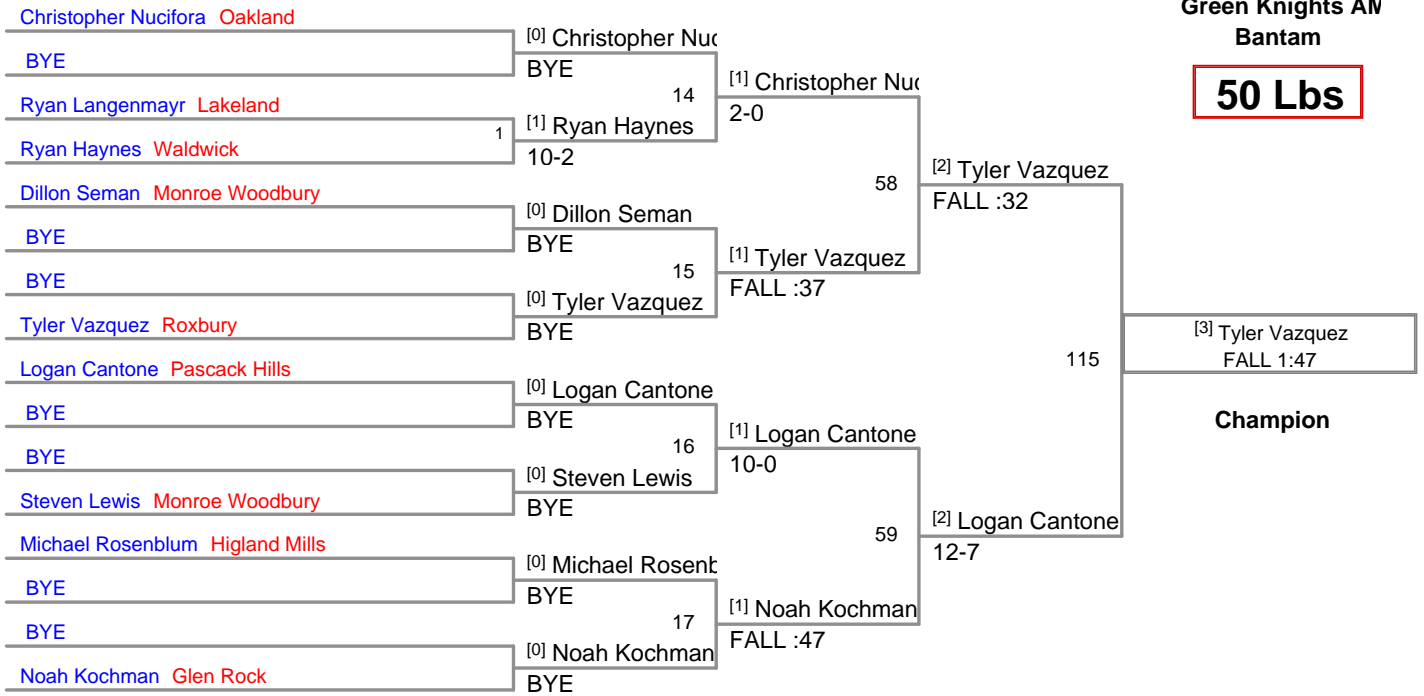 Green Knights AM
Bantam
50 Lbs
Christopher Nucifora Oakland
BYE
Ryan Langenmayr Lakeland
Ryan Haynes Waldwick
Dillon Seman Monroe Woodbury
BYE
BYE
Tyler Vazquez Roxbury
Logan Cantone Pascack Hills
BYE
BYE
Steven Lewis Monroe Woodbury
Michael Rosenblum Higland Mills
BYE
BYE
Noah Kochman Glen Rock
1
[0] Christopher Nuc
BYE
14
[1] Ryan Haynes
10-2
[0] Dillon Seman
BYE
15
[0] Tyler Vazquez
BYE
[0] Logan Cantone
BYE
16
[0] Steven Lewis
BYE
[0] Michael Rosenb
BYE
17
[0] Noah Kochman
BYE
[1] Christopher Nuc
2-0
58
[1] Tyler Vazquez
FALL :37
[1] Logan Cantone
10-0
59
[1] Noah Kochman
FALL :47
[2] Tyler Vazquez
FALL :32
115
[2] Logan Cantone
12-7
[3] Tyler Vazquez
FALL 1:47
Champion